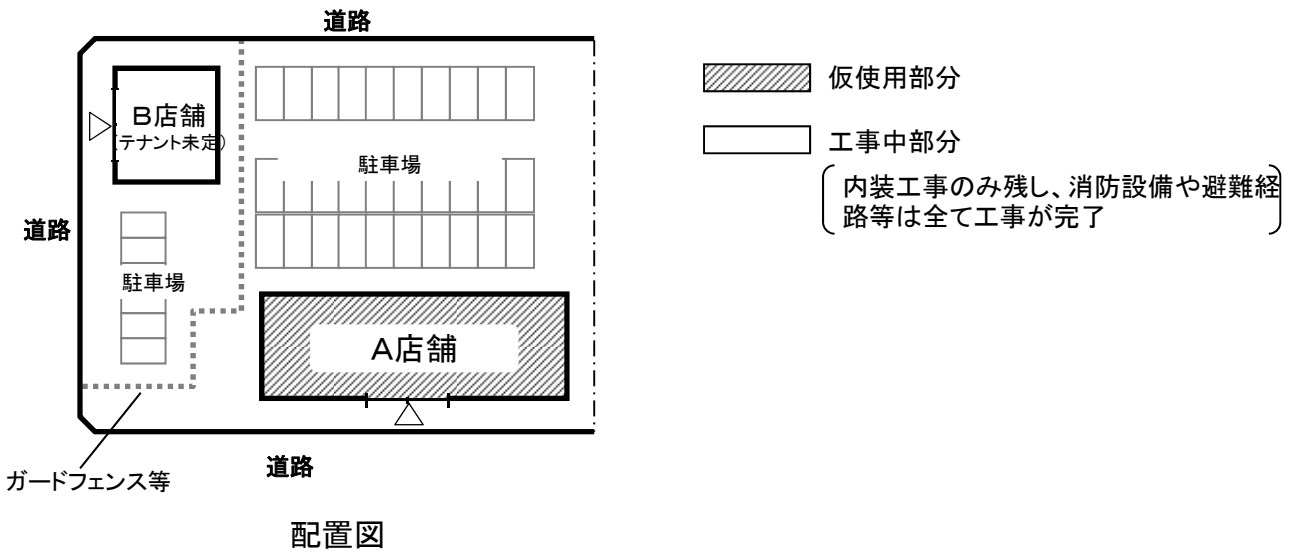 道路
B店舗
(テナント未定)
駐車場
道路
駐車場
A店舗
ガードフェンス等
道路
配置図
仮使用部分
工事中部分
内装工事のみ残し、消防設備や避難経
路等は全て工事が完了